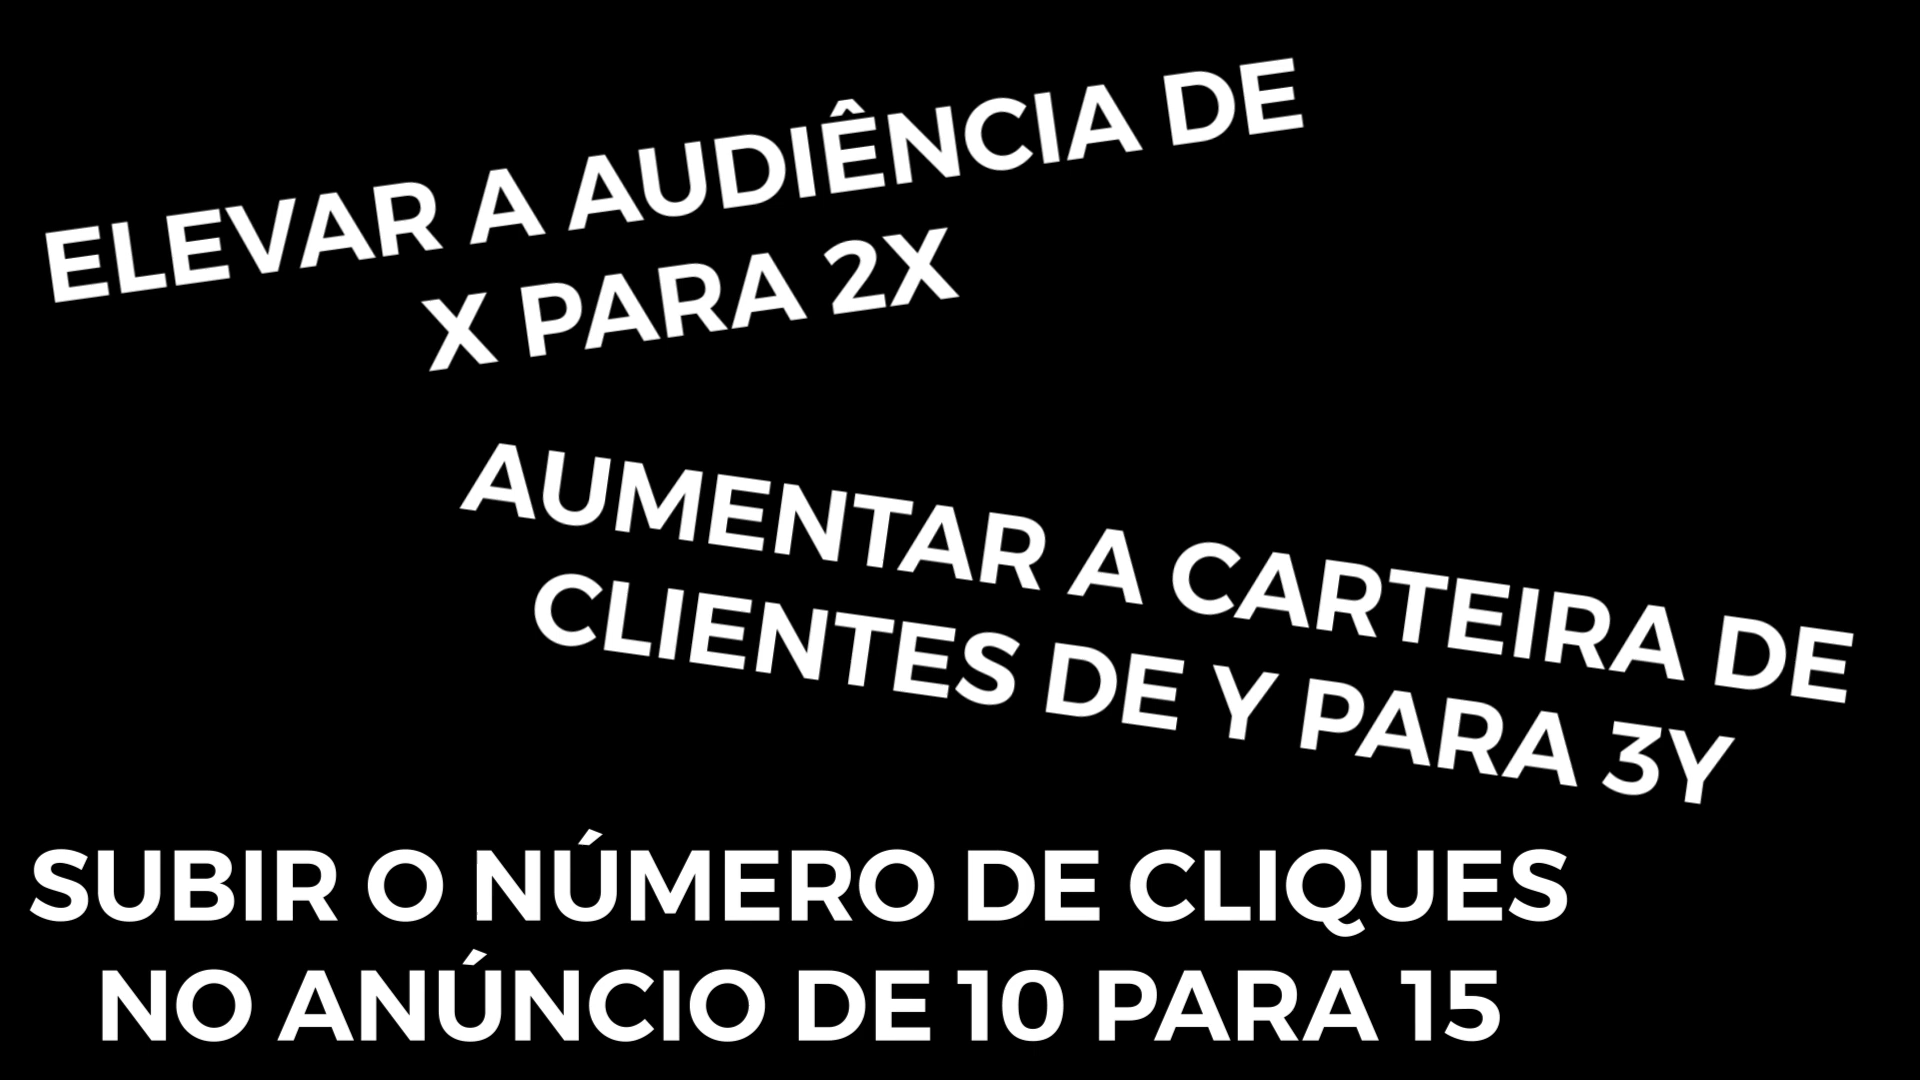 ELEVAR A AUDIÊNCIA DE
X PARA 2X
AUMENTAR A CARTEIRA DE
CLIENTES DE Y PARA 3Y
SUBIR O NÚMERO DE CLIQUES
NO ANÚNCIO DE 10 PARA 15